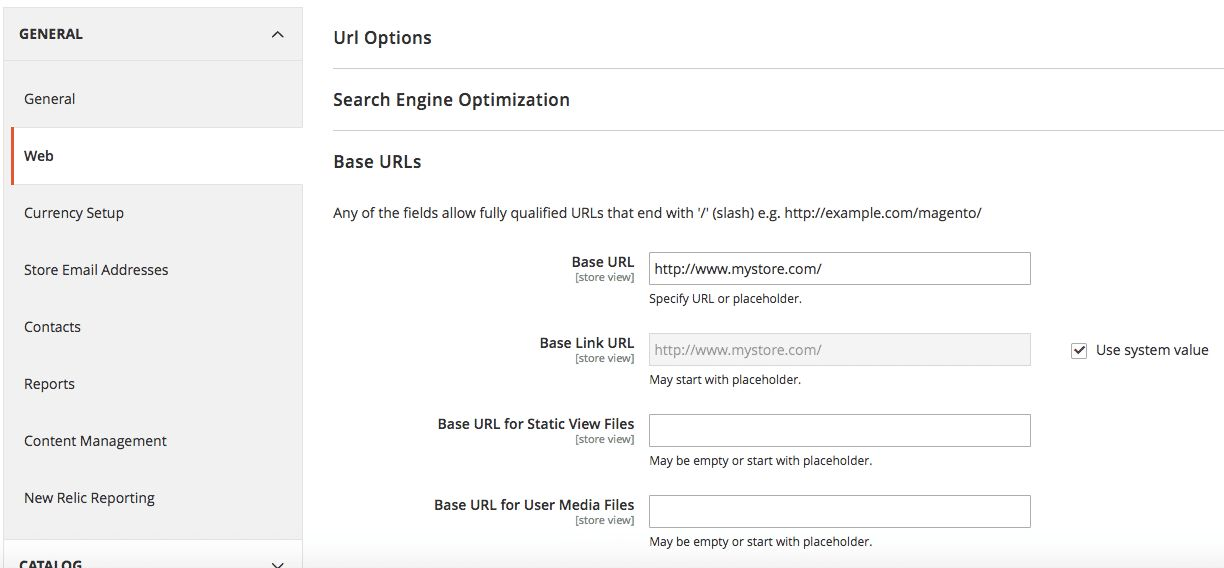 GENERAL
General
Web
Currency Setup
Store Email Addresses
Contacts
Reports
Content Management
New Relic Reporting
CATALOG
Url Options
Search Engine Optimization
Base URLs
Any of the fields allow fully qualified URLs that end with '/' (slash) e.g. http://example.com/magento/
Base URL
[store view]
http://www.mystore.com/
Specify URL or placeholder.
Base Link URL
[store view]
http://www.mystore.com/
Use system value
May start with placeholder.
Base URL for Static View Files
[store view]
May be empty or start with placeholder.
Base URL for User Media Files
[store view]
May be empty or start with placeholder.